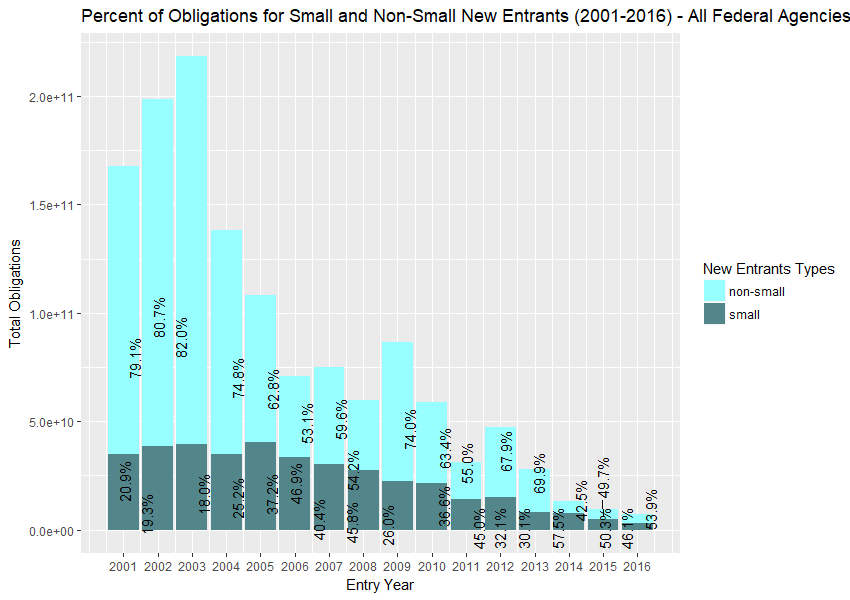 Percent of Obligations for Small and Non-Small New Entrants (2001-2016) - All Federal Agencies
Total Obligations
2.0e+11
1.5e+11
1.0e+11
5.0e+10
0.0e+00
79.1%
80.7%
82.0%
74.8%
62.8%
53.1%
59.6%
54.2%
74.0%
63.4%
55.0%
67.9%
69.9%
42.5%
49.7%
53.9%
20.9%
19.3%
18.0%
25.2%
37.2%
46.9%
40.4%
45.8%
26.0%
36.6%
45.0%
32.1%
30.1%
57.5%
50.3%
46.1%
2001 2002 2003 2004 2005 2006 2007 2008 2009 2010 2011 2012 2013 2014 2015 2016
Entry Year
New Entrants Types
non-small
small